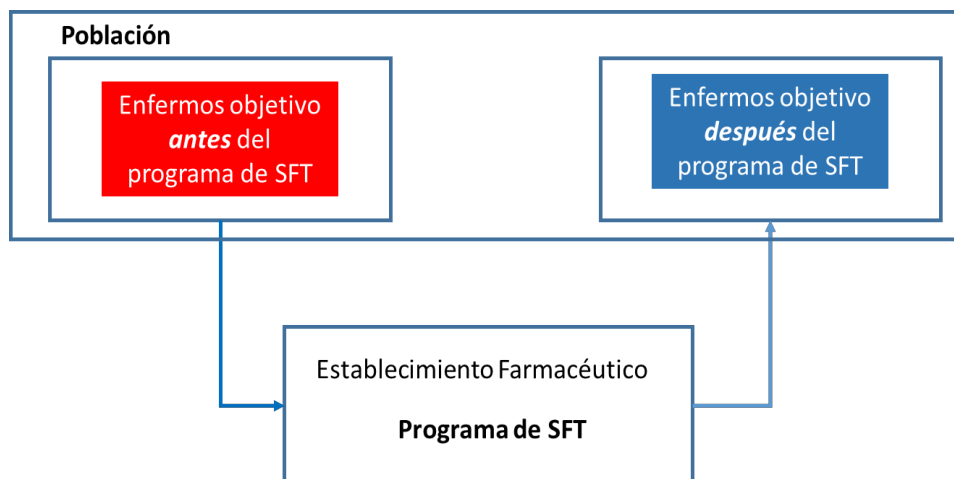 Población
Enfermos objetivo
antes del
programa de SFT
Enfermos objetivo
después del
programa de SFT
Establecimiento Farmacéutico
Programa de SFT